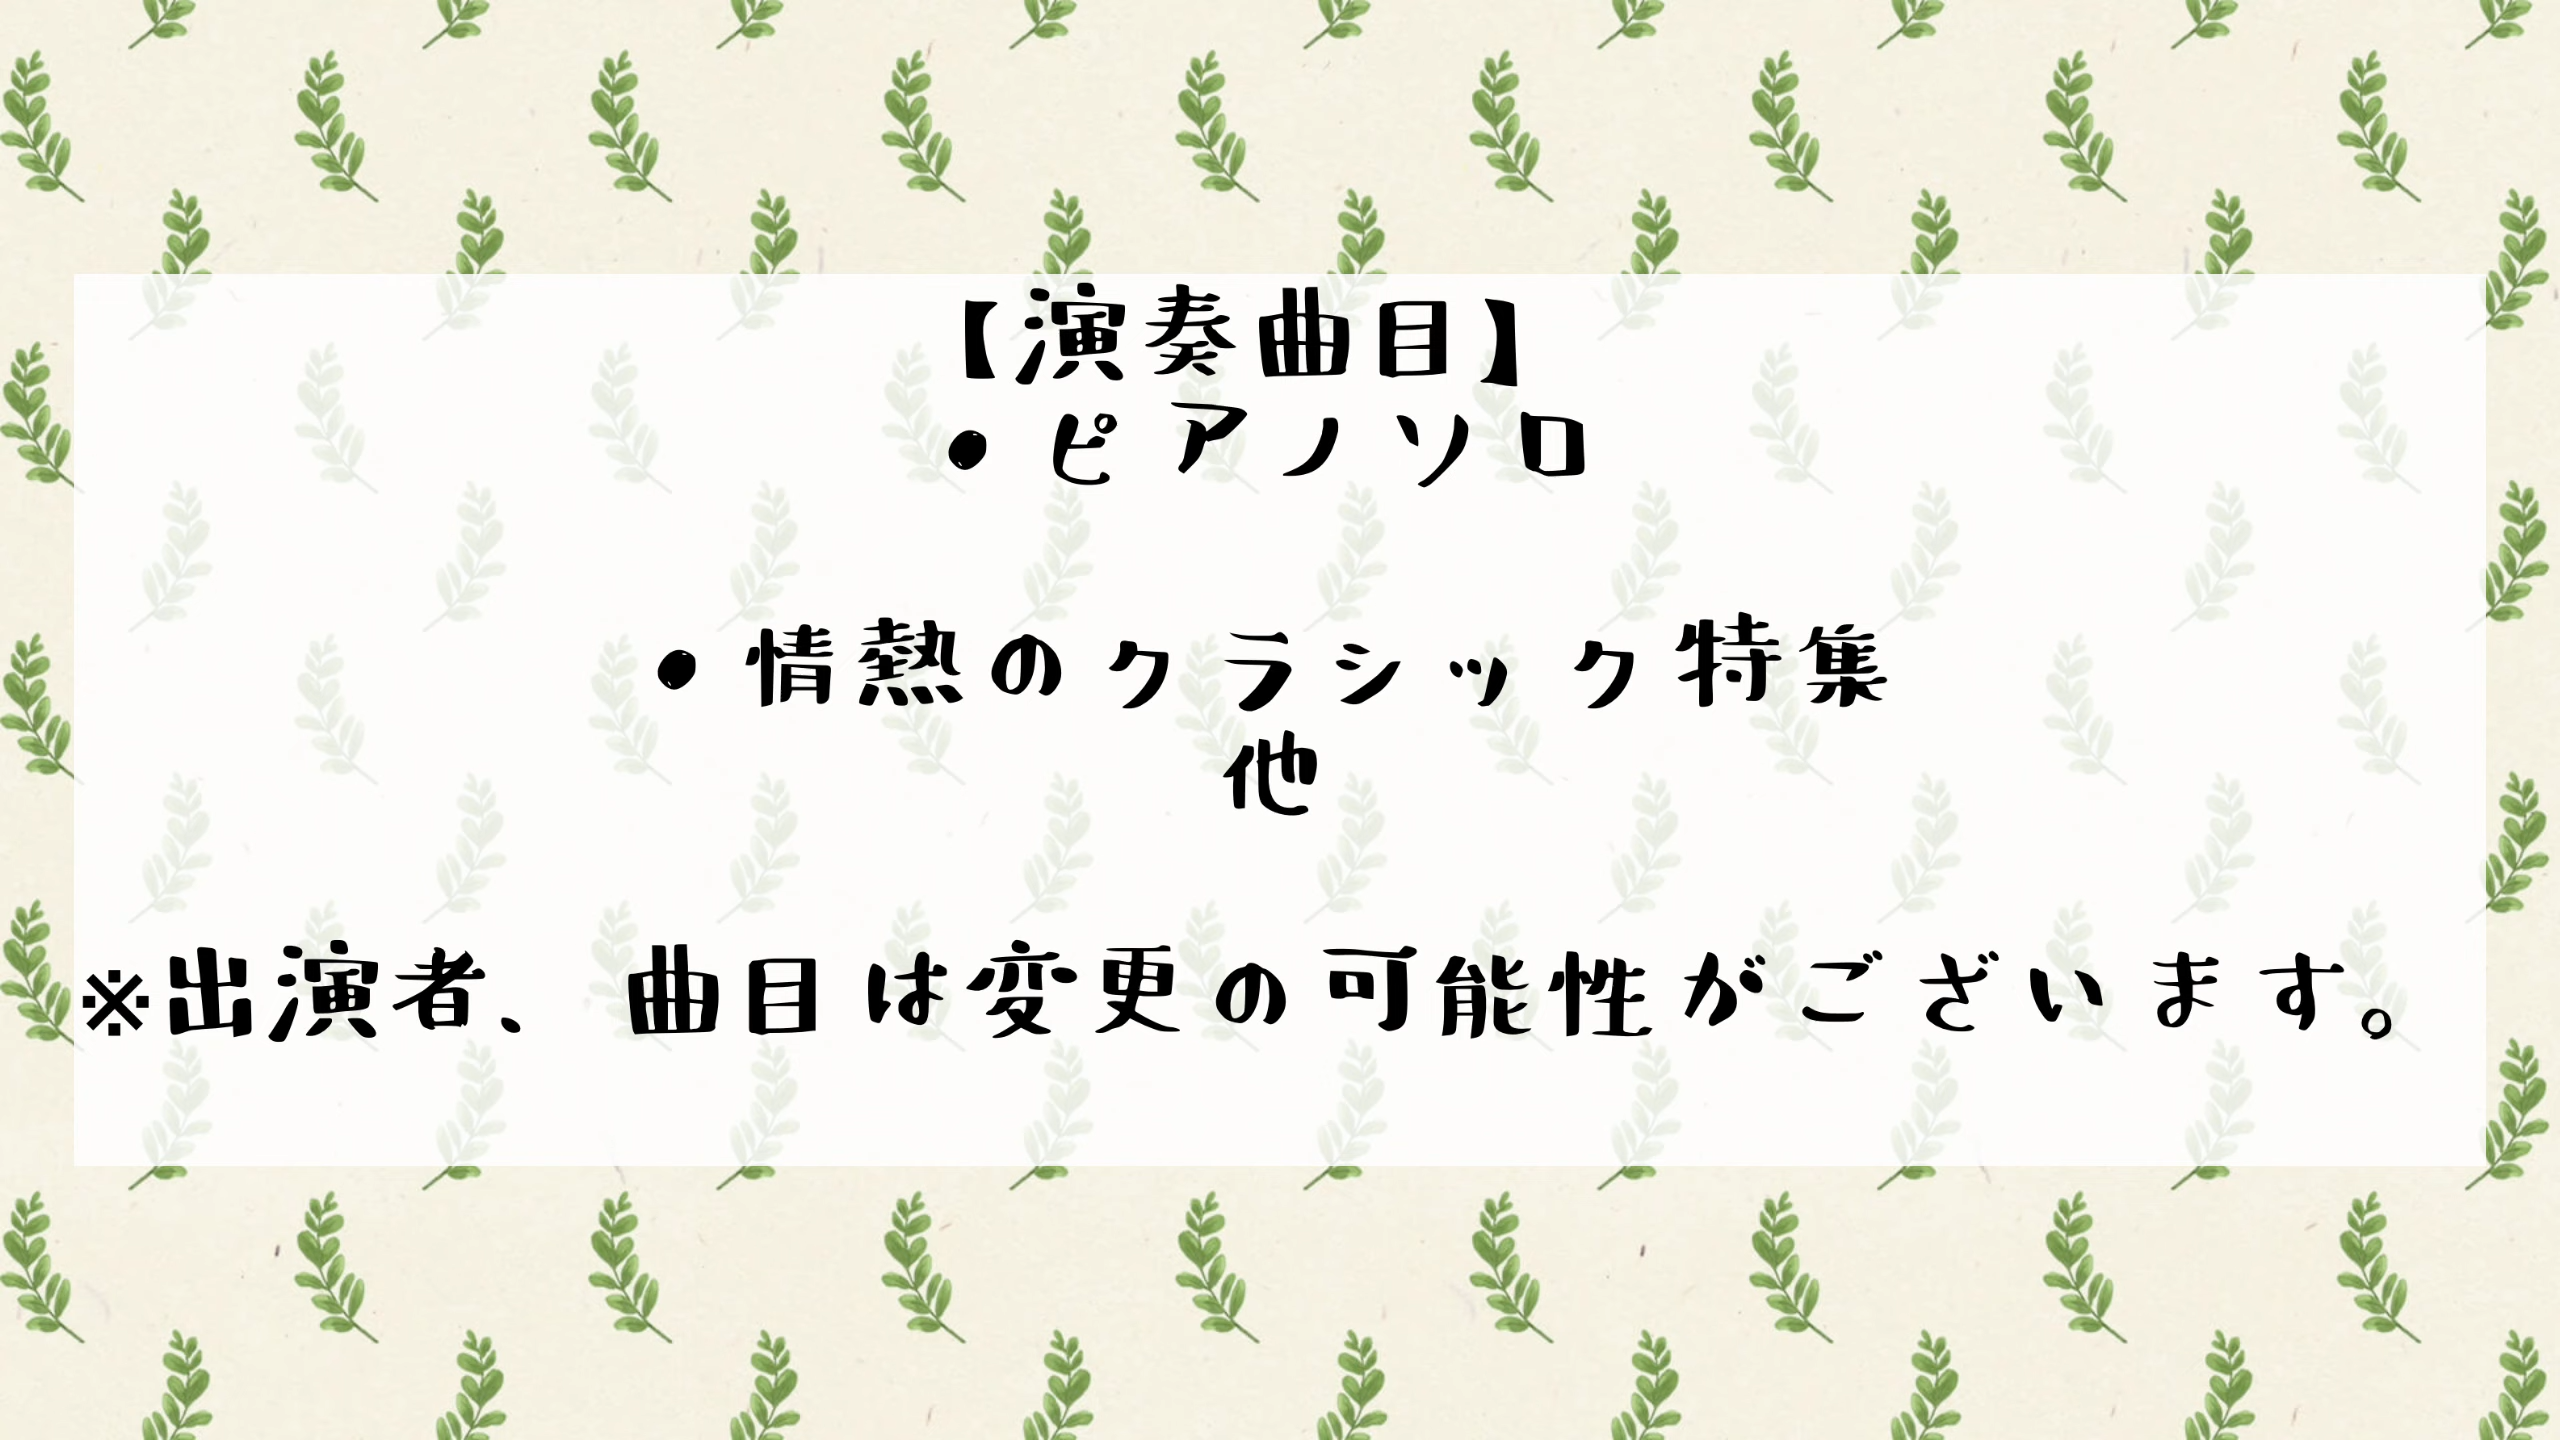 【演奏曲目】
• ピアノソロ
• 情熱のクラシック特集
他
※出演者、曲目は変更の可能性がございます。